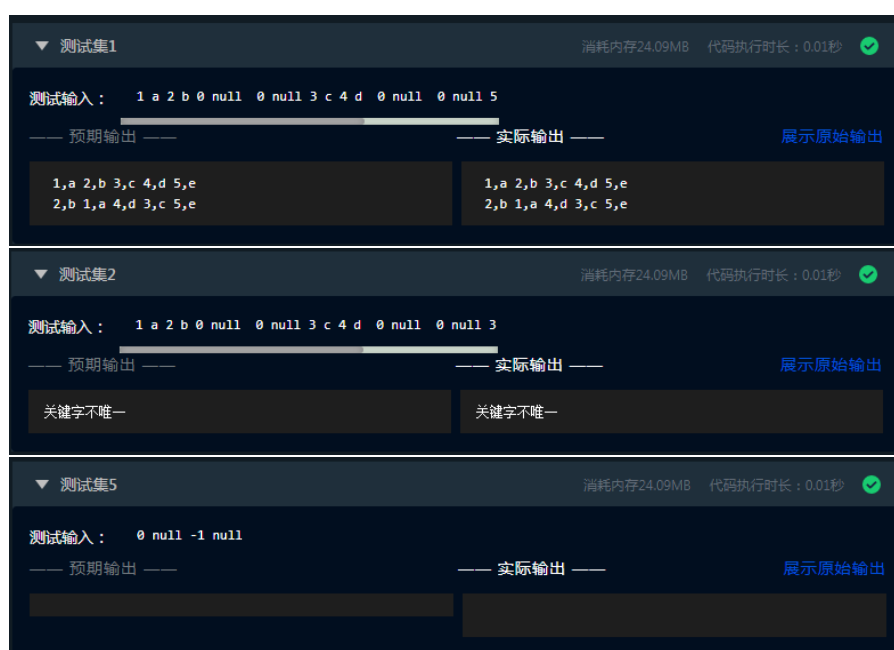 ▼ 测试集1 消耗内存24.09MB 代码执行时长：0.01秒
测试输入： 1 a 2 b 0 null  0 null 3 c 4 d  0 null  0 null 5
—— 预期输出 —— —— 实际输出 —— 展示原始输出
1,a 2,b 3,c 4,d 5,e 1,a 2,b 3,c 4,d 5,e
2,b 1,a 4,d 3,c 5,e 2,b 1,a 4,d 3,c 5,e
▼ 测试集2 消耗内存24.09MB 代码执行时长：0.01秒
测试输入： 1 a 2 b 0 null  0 null 3 c 4 d  0 null  0 null 3
—— 预期输出 —— —— 实际输出 —— 展示原始输出
关键字不唯一 关键字不唯一
▼ 测试集5 消耗内存24.09MB 代码执行时长：0.01秒
测试输入： 0 null -1 null
—— 预期输出 —— —— 实际输出 —— 展示原始输出